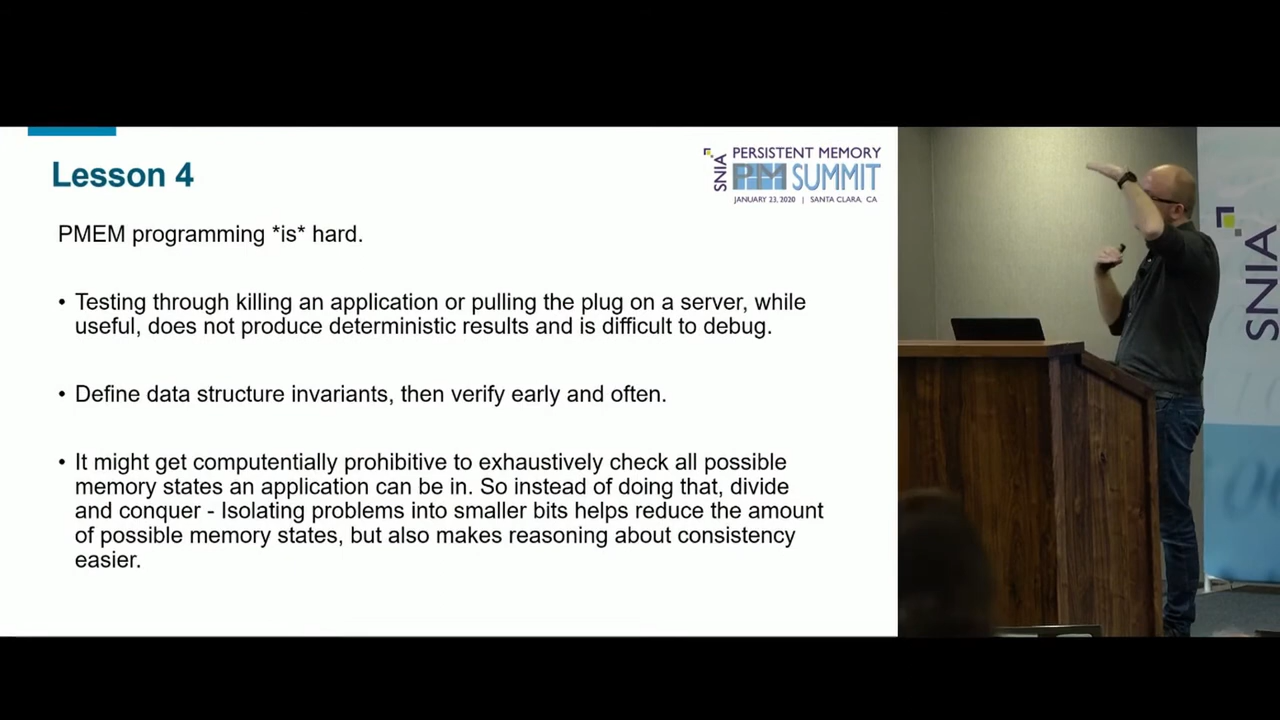 Lesson 4
SNIA
PERSISTENT MEMORY
PM SUMMIT
JANUARY 23, 2020 | SANTA CLARA, CA
PMEM programming *is* hard.
• Testing through killing an application or pulling the plug on a server, while
useful, does not produce deterministic results and is difficult to debug.
• Define data structure invariants, then verify early and often.
• It might get computentially prohibitive to exhaustively check all possible
memory states an application can be in. So instead of doing that, divide
and conquer - Isolating problems into smaller bits helps reduce the amount
of possible memory states, but also makes reasoning about consistency
easier.
SNIA